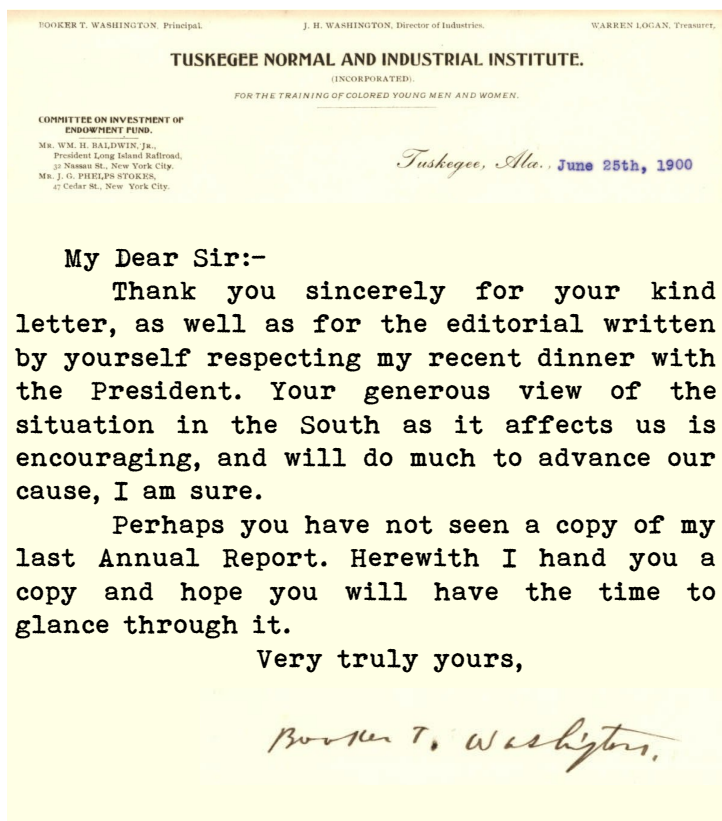 BOOKER T. WASHINGTON, Principal. J. H. WASHINGTON, Director of Industries. WARREN LOGAN, Treasurer.
TUSKEGEE NORMAL AND INDUSTRIAL INSTITUTE.
(INCORPORATED).
FOR THE TRAINING OF COLORED YOUNG MEN AND WOMEN.
COMMITTEE ON INVESTMENT OF
ENDOWMENT FUND.
MR. WM. H. BALDWIN, JR.,
President Long Island Railroad,
32 Nassau St., New York City.
MR. J. G. PHELPS STOKES,
47 Cedar St., New York City.
Tuskegee, Ala., June 25th, 1900
My Dear Sir:-
Thank you sincerely for your kind
letter, as well as for the editorial written
by yourself respecting my recent dinner with
the President. Your generous view of the
situation in the South as it affects us is
encouraging, and will do much to advance our
cause, I am sure.
Perhaps you have not seen a copy of my
last Annual Report. Herewith I hand you a
copy and hope you will have the time to
glance through it.
Very truly yours,
Booker T. Washington.